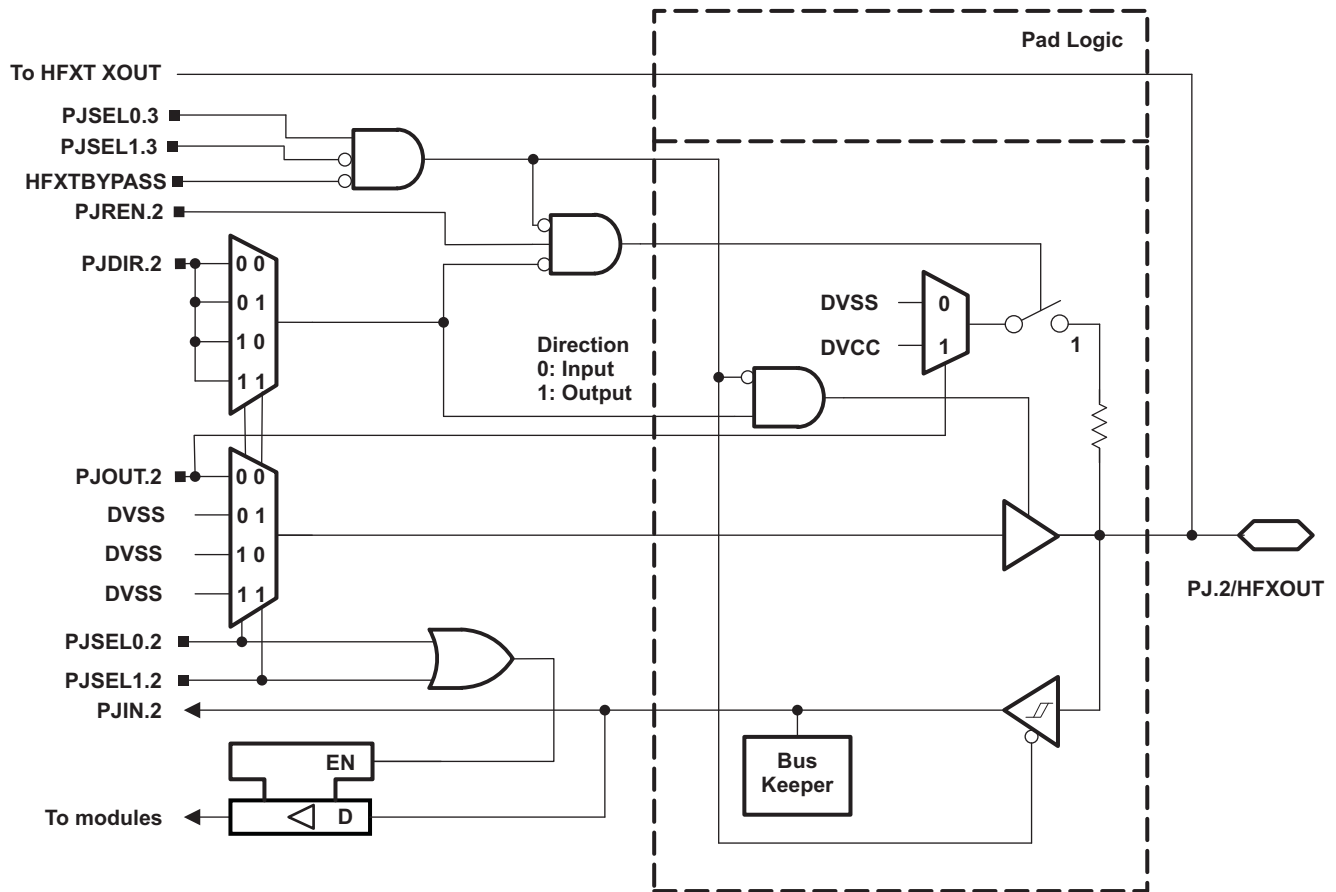 Pad Logic
To HFXT XOUT
PJSEL0.3
PJSEL1.3
HFXTBYPASS
PJREN.2
PJDIR.2
0 0
0 1
1 0
1 1
Direction
0: Input
1: Output
DVSS
0
DVCC
1
1
PJOUT.2
0 0
DVSS
0 1
DVSS
1 0
DVSS
1 1
PJ.2/HFXOUT
PJSEL0.2
PJSEL1.2
PJIN.2
Bus
Keeper
EN
To modules
D